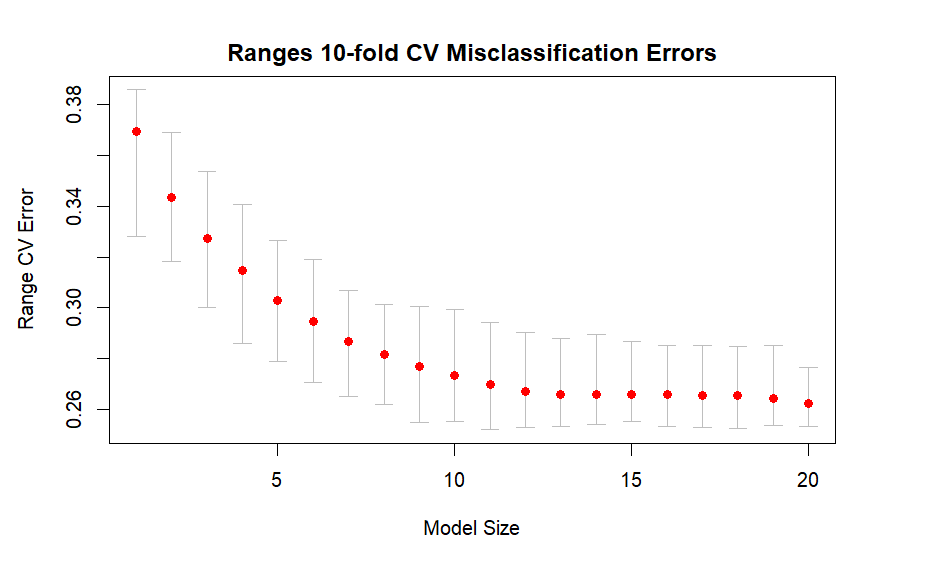 Ranges 10-fold CV Misclassification Errors
Range CV Error
0.38
0.34
0.30
0.26
5 10 15 20
Model Size